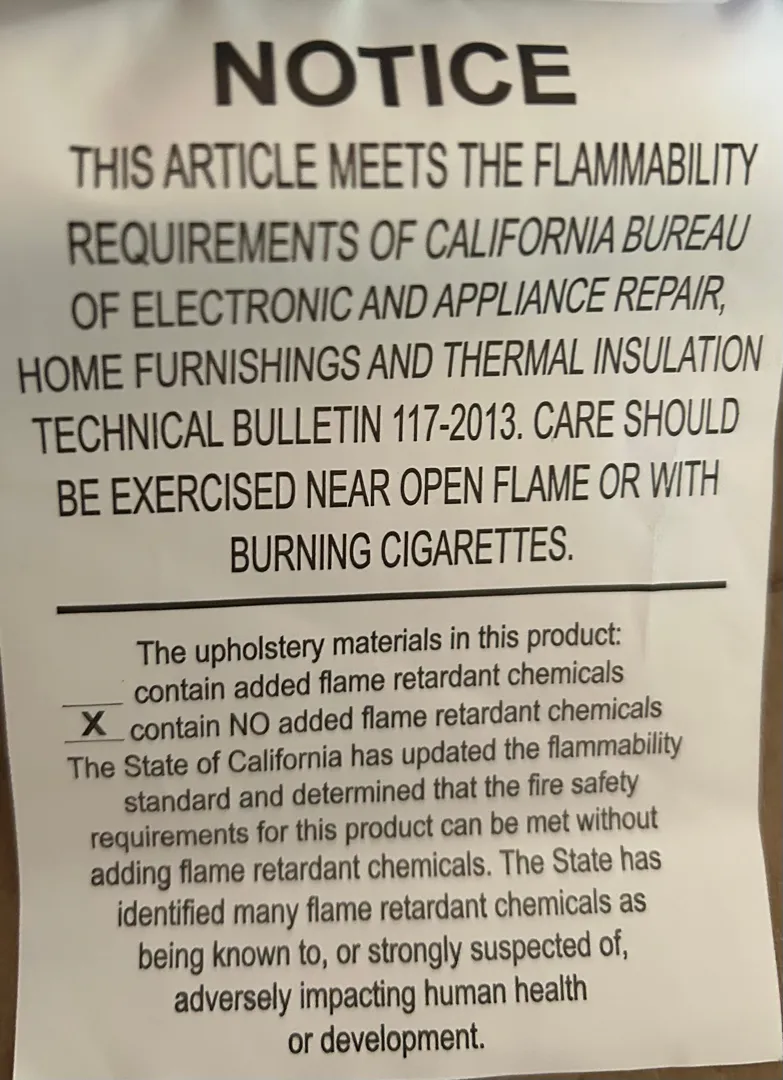 NOTICE
THIS ARTICLE MEETS THE FLAMMABILITY
REQUIREMENTS OF CALIFORNIA BUREAU
OF ELECTRONIC AND APPLIANCE REPAIR,
HOME FURNISHINGS AND THERMAL INSULATION
TECHNICAL BULLETIN 117-2013. CARE SHOULD
BE EXERCISED NEAR OPEN FLAME OR WITH
BURNING CIGARETTES.
The upholstery materials in this product:
___ contain added flame retardant chemicals
X contain NO added flame retardant chemicals
The State of California has updated the flammability
standard and determined that the fire safety
requirements for this product can be met without
adding flame retardant chemicals. The State has
identified many flame retardant chemicals as
being known to, or strongly suspected of,
adversely impacting human health
or development.